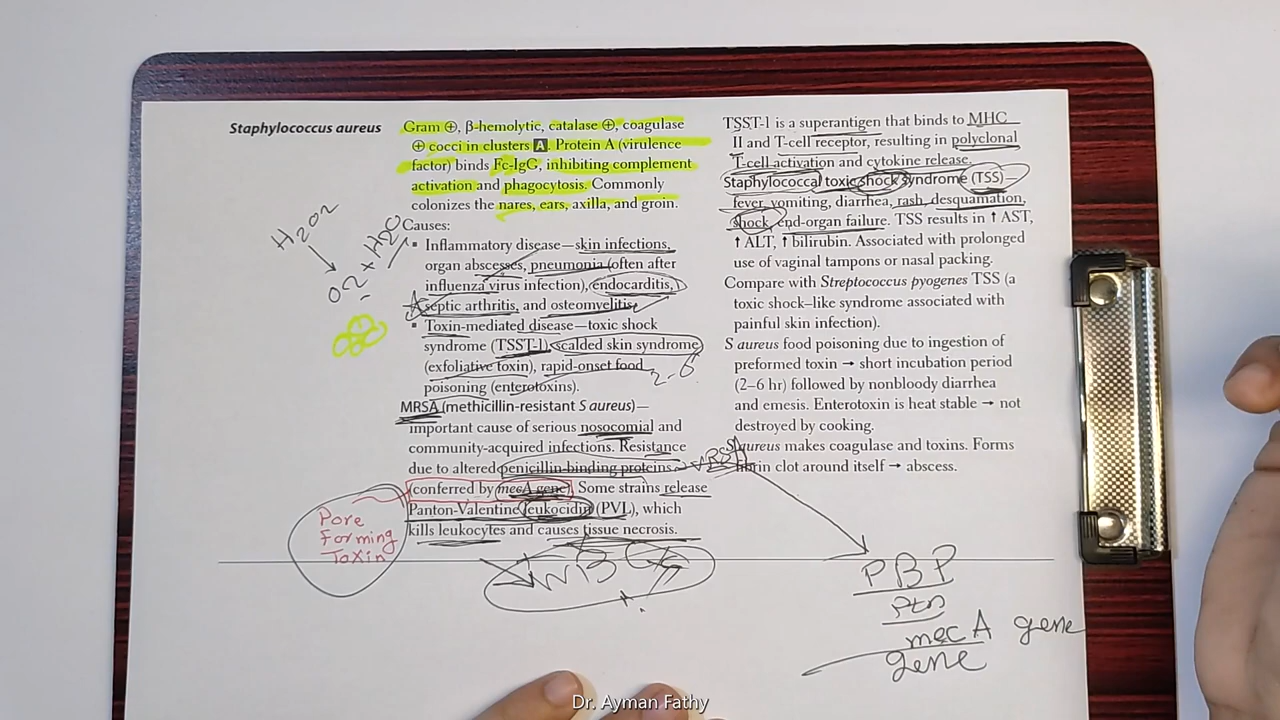 Staphylococcus aureus
Gram ⊕, β-hemolytic, catalase ⊕, coagulase
⊕ cocci in clusters A. Protein A (virulence
factor) binds Fc-IgG, inhibiting complement
activation and phagocytosis. Commonly
colonizes the nares, ears, axilla, and groin.
Causes:
▪ Inflammatory disease—skin infections,
organ abscesses, pneumonia (often after
influenza virus infection), endocarditis,
septic arthritis, and osteomyelitis.
▪ Toxin-mediated disease—toxic shock
syndrome (TSST-1), scalded skin syndrome
(exfoliative toxin), rapid-onset food
poisoning (enterotoxins).
2-6
MRSA (methicillin-resistant S aureus)—
important cause of serious nosocomial and
community-acquired infections. Resistance
due to altered penicillin-binding proteins
(conferred by mecA gene). Some strains release
Panton-Valentine leukocidin (PVL), which
kills leukocytes and causes tissue necrosis.
TSST-1 is a superantigen that binds to MHC
II and T-cell receptor, resulting in polyclonal
T-cell activation and cytokine release.
Staphylococcal toxic shock syndrome (TSS)—
fever, vomiting, diarrhea, rash, desquamation,
shock, end-organ failure. TSS results in ↑ AST,
↑ ALT, ↑ bilirubin. Associated with prolonged
use of vaginal tampons or nasal packing.
Compare with Streptococcus pyogenes TSS (a
toxic shock–like syndrome associated with
painful skin infection).
S aureus food poisoning due to ingestion of
preformed toxin → short incubation period
(2–6 hr) followed by nonbloody diarrhea
and emesis. Enterotoxin is heat stable → not
destroyed by cooking.
S aureus makes coagulase and toxins. Forms
fibrin clot around itself → abscess.
H2O2
O2 + H2O
Pore
Forming
Toxin
PBP
ptn
mecA gene
gene
Dr. Ayman Fathy